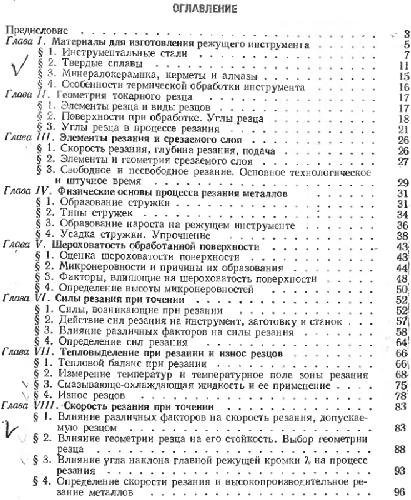 ОГЛАВЛЕНИЕ
Предисловие 3
Глава I. Материалы для изготовления режущего инструмента 5
§ 1. Инструментальные стали 7
§ 2. Твердые сплавы 11
§ 3. Минералокерамика, керметы и алмазы 15
§ 4. Особенности термической обработки инструмента 16
Глава II. Геометрия токарного резца 17
§ 1. Элементы резца и виды резцов 17
§ 2. Поверхности при обработке. Углы резца 18
§ 3. Углы резца в процессе резания 21
Глава III. Элементы резания и срезаемого слоя 26
§ 1. Скорость резания, глубина резания, подача 26
§ 2. Элементы и геометрия срезаемого слоя 27
§ 3. Свободное и несвободное резание. Основное технологическое
и штучное время 29
Глава IV. Физические основы процесса резания металлов 31
§ 1. Образование стружки 31
§ 2. Типы стружек 34
§ 3. Образование нароста на режущем инструменте 36
§ 4. Усадка стружки. Упрочнение 38
Глава V. Шероховатость обработанной поверхности 43
§ 1. Оценка шероховатости поверхности 43
§ 2. Микронеровности и причины их образования 44
§ 3. Факторы, влияющие на шероховатость поверхности 48
§ 4. Определение высоты микронеровностей 50
Глава VI. Силы резания при точении 52
§ 1. Силы, возникающие при резании 52
§ 2. Действие сил резания на инструмент, заготовку и станок 57
§ 3. Влияние различных факторов на силы резания 58
§ 4. Определение сил резания 64
Глава VII. Тепловыделение при резании и износ резцов 66
§ 1. Тепловой баланс при резании 66
§ 2. Измерение температур и температурное поле зоны резания 68
§ 3. Смазывающе-охлаждающая жидкость и ее применение 75
§ 4. Износ резцов 78
Глава VIII. Скорость резания при точении 83
§ 1. Влияние различных факторов на скорость резания, допускае-
мую резцом 83
§ 2. Влияние геометрии резца на его стойкость. Выбор геометрии
резца 88
§ 3. Влияние угла наклона главной режущей кромки λ на процесс
резания 93
§ 4. Определение скорости резания и высокопроизводительное ре-
зание металлов 96